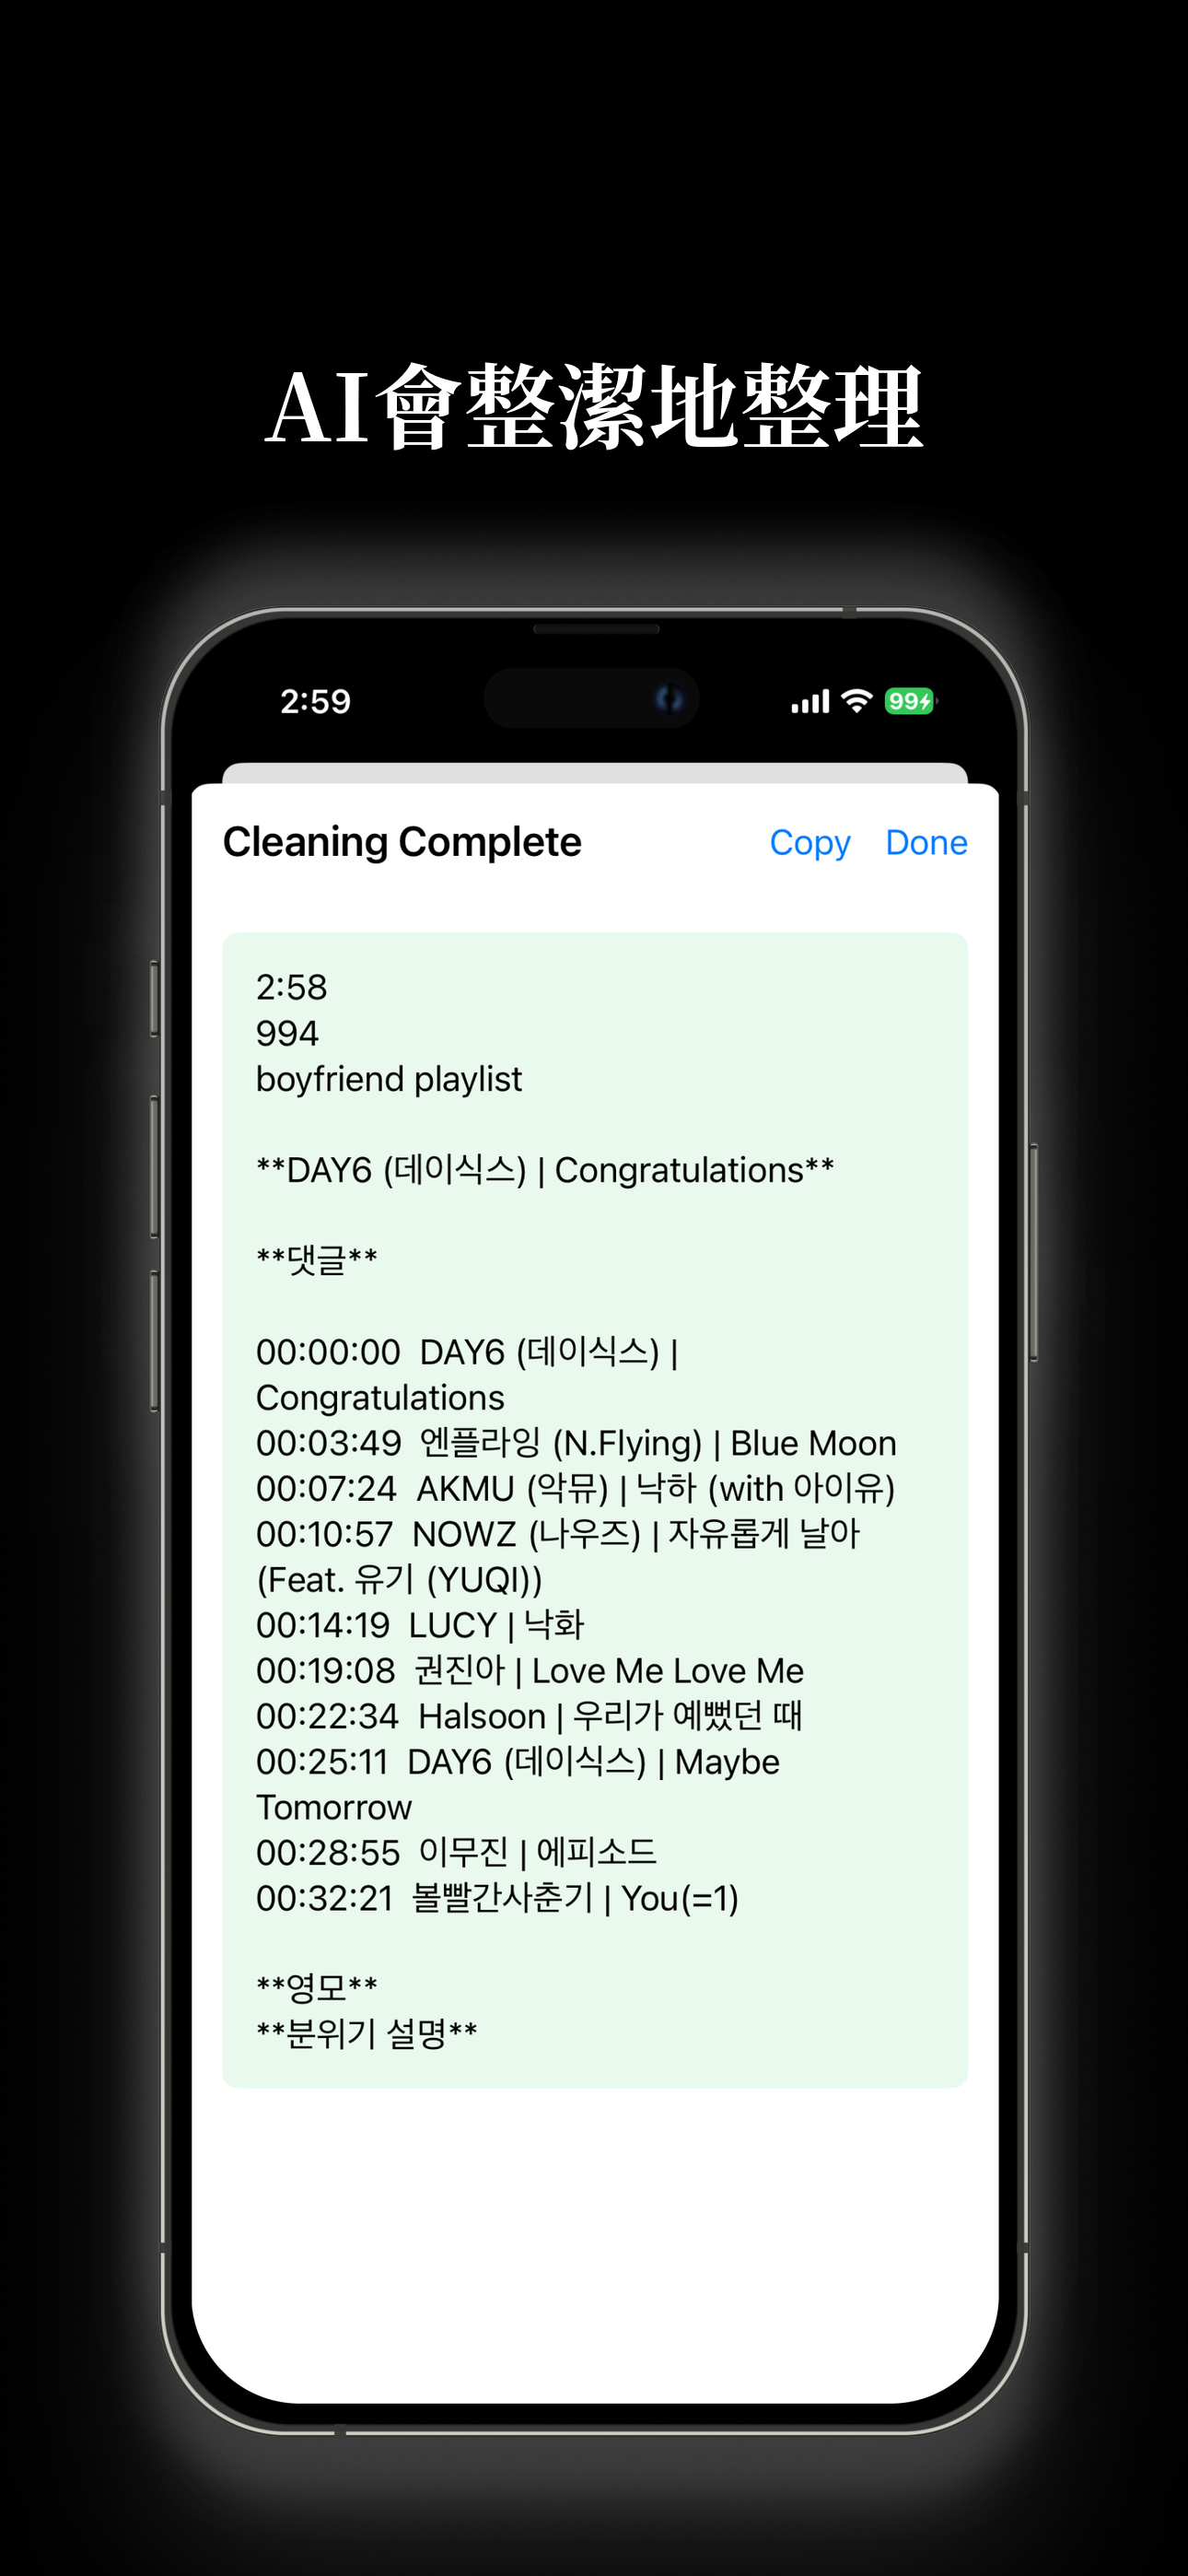 AI會整潔地整理
2:59
99
Cleaning Complete
Copy Done
2:58
994
boyfriend playlist
**DAY6 (데이식스) | Congratulations**
**댓글**
00:00:00 DAY6 (데이식스) |
Congratulations
00:03:49 엔플라잉 (N.Flying) | Blue Moon
00:07:24 AKMU (악뮤) | 낙하 (with 아이유)
00:10:57 NOWZ (나우즈) | 자유롭게 날아
(Feat. 유기 (YUQI))
00:14:19 LUCY | 낙화
00:19:08 권진아 | Love Me Love Me
00:22:34 Halsoon | 우리가 예뻤던 때
00:25:11 DAY6 (데이식스) | Maybe
Tomorrow
00:28:55 이무진 | 에피소드
00:32:21 볼빨간사춘기 | You(=1)
**영모**
**분위기 설명**